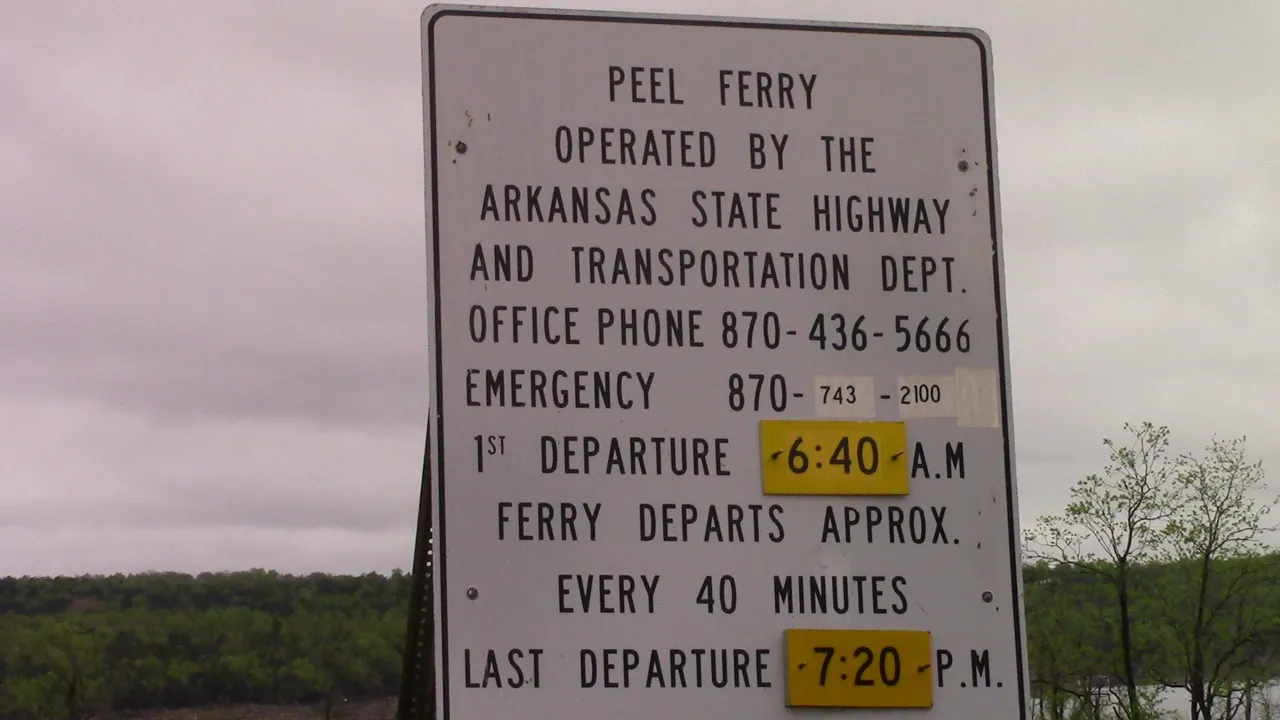 PEEL FERRY
OPERATED BY THE
ARKANSAS STATE HIGHWAY
AND TRANSPORTATION DEPT.
OFFICE PHONE 870-436-5666
EMERGENCY 870-743-2100
1ST DEPARTURE 6:40 A.M
FERRY DEPARTS APPROX.
EVERY 40 MINUTES
LAST DEPARTURE 7:20 P.M.